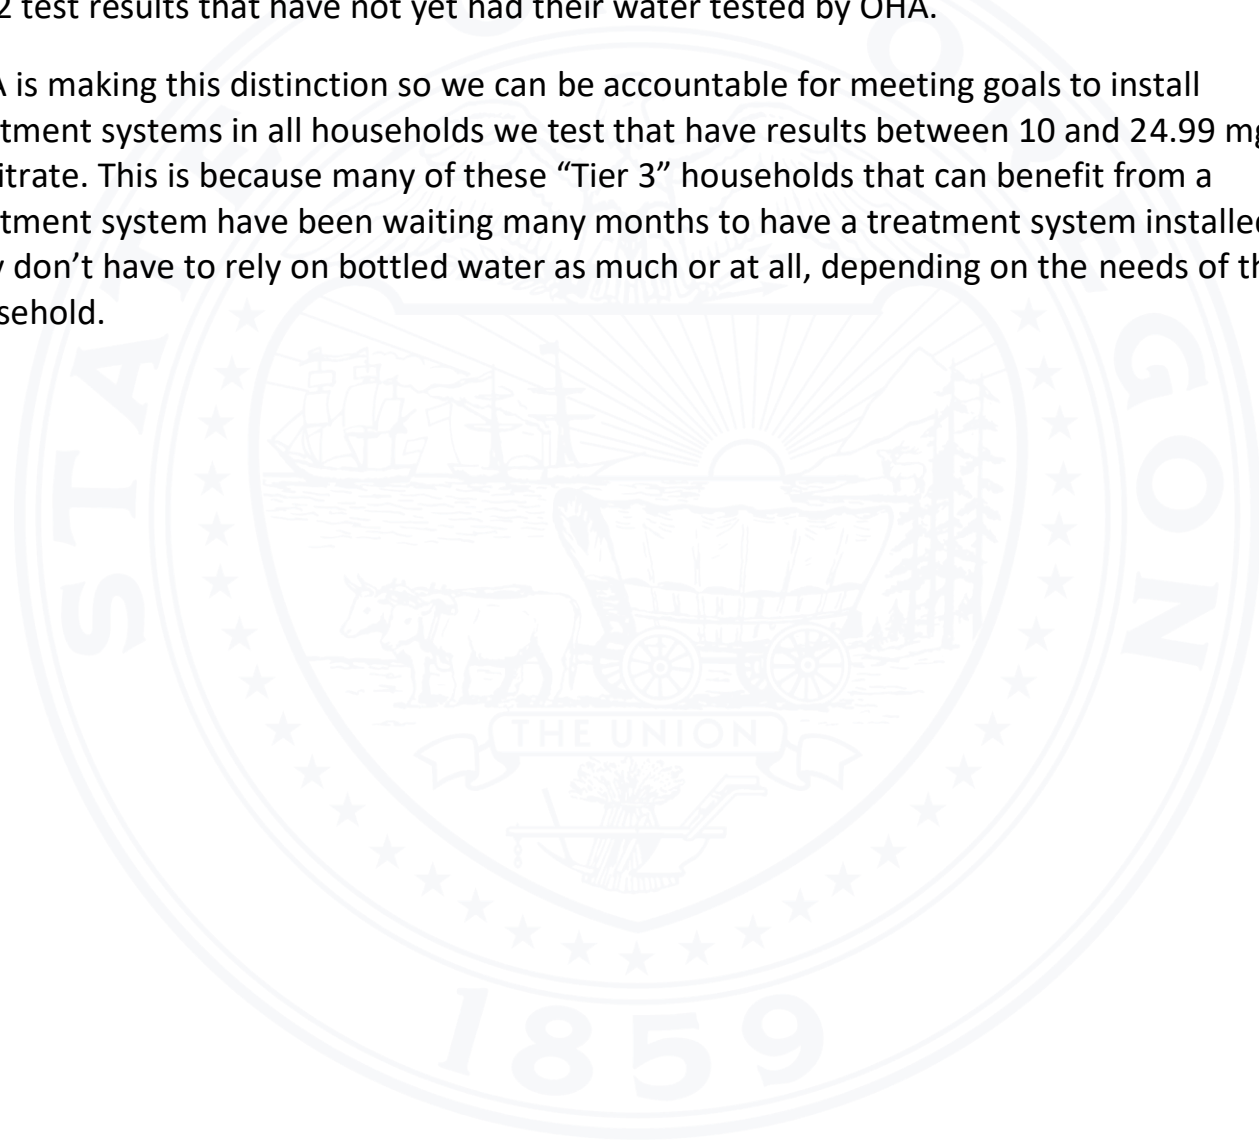 2 test results that have not yet had their water tested by OHA.
A is making this distinction so we can be accountable for meeting goals to install
tment systems in all households we test that have results between 10 and 24.99 mg
itrate. This is because many of these “Tier 3” households that can benefit from a
tment system have been waiting many months to have a treatment system installed
y don’t have to rely on bottled water as much or at all, depending on the needs of th
sehold.
STATE OF OREGON
THE UNION
1859